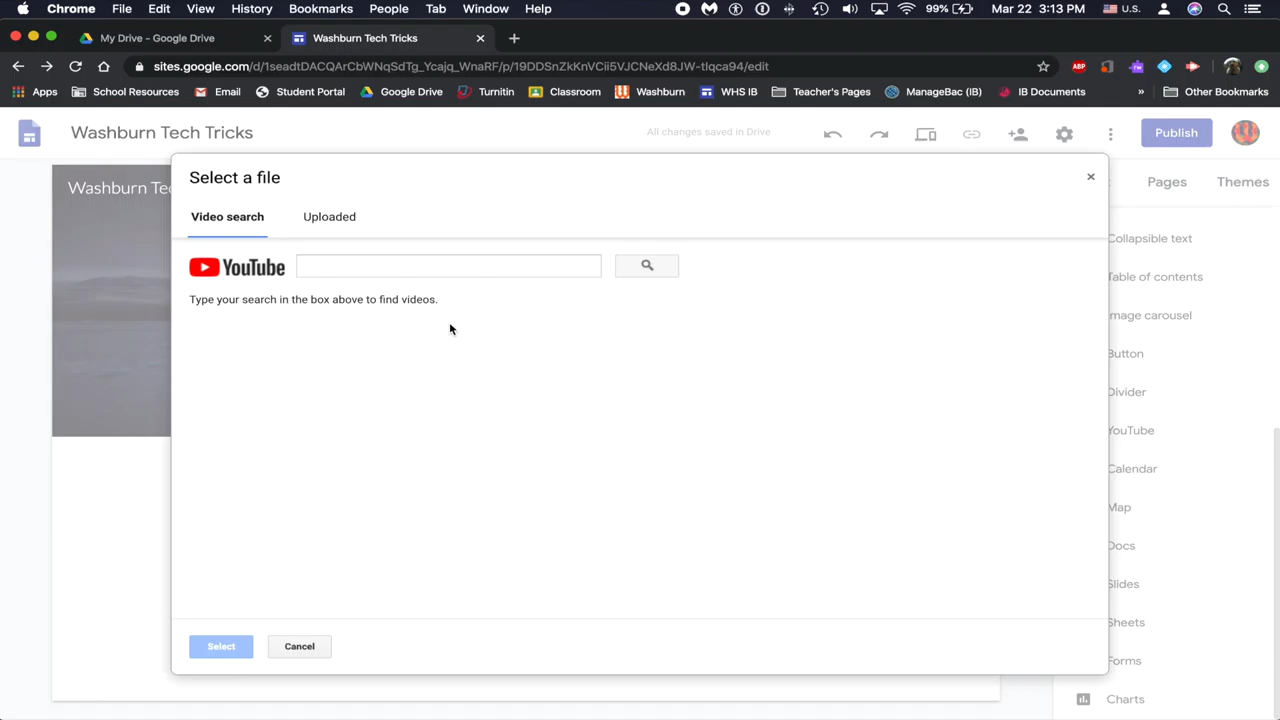 Chrome File Edit View History Bookmarks People Tab Window Help 99% Mar 22 3:13 PM U.S.
My Drive - Google Drive Washburn Tech Tricks
sites.google.com/d/1seadtDACQArCbWNqSdTg_Ycajq_WnaRF/p/19DDSnZkKnVCii5VJCNeXd8JW-tIqca94/edit ABP
Apps School Resources Email Student Portal Google Drive Turnitin Classroom Washburn WHS IB Teacher's Pages ManageBac (IB) IB Documents » Other Bookmarks
Washburn Tech Tricks All changes saved in Drive Publish
Washburn Tec
Select a file
Pages Themes
Video search Uploaded
Collapsible text
YouTube
Table of contents
Type your search in the box above to find videos.
Image carousel
Button
Divider
YouTube
Calendar
Map
Docs
Slides
Sheets
Select Cancel
Forms
Charts